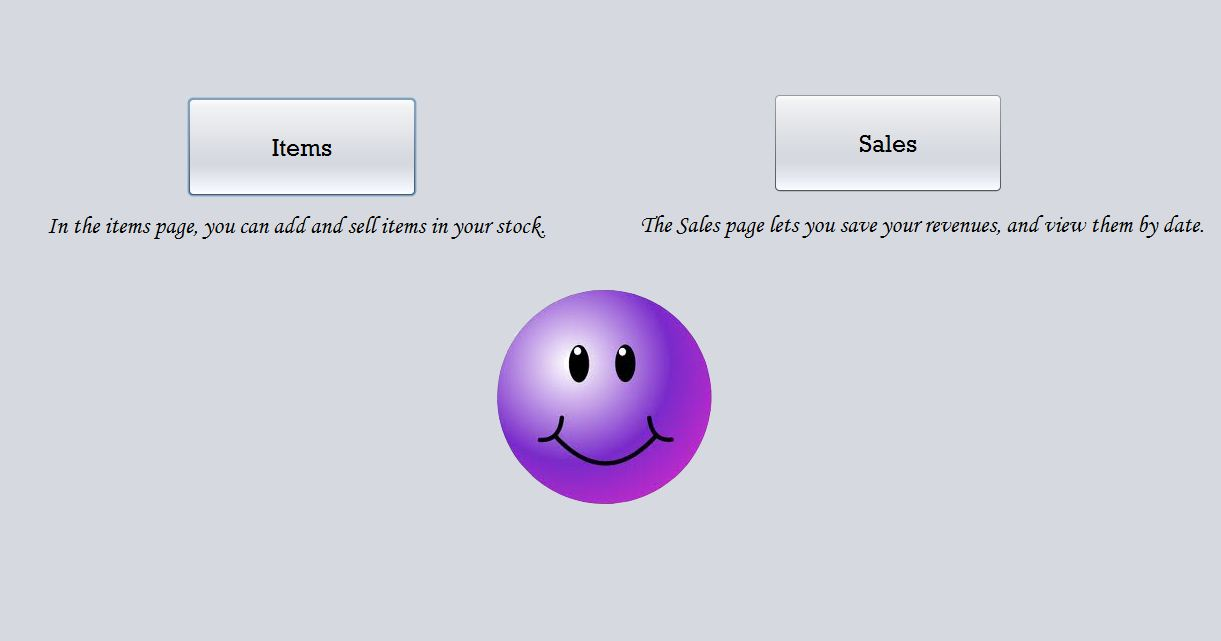 Items
Sales
In the items page, you can add and sell items in your stock.
The Sales page lets you save your revenues, and view them by date.